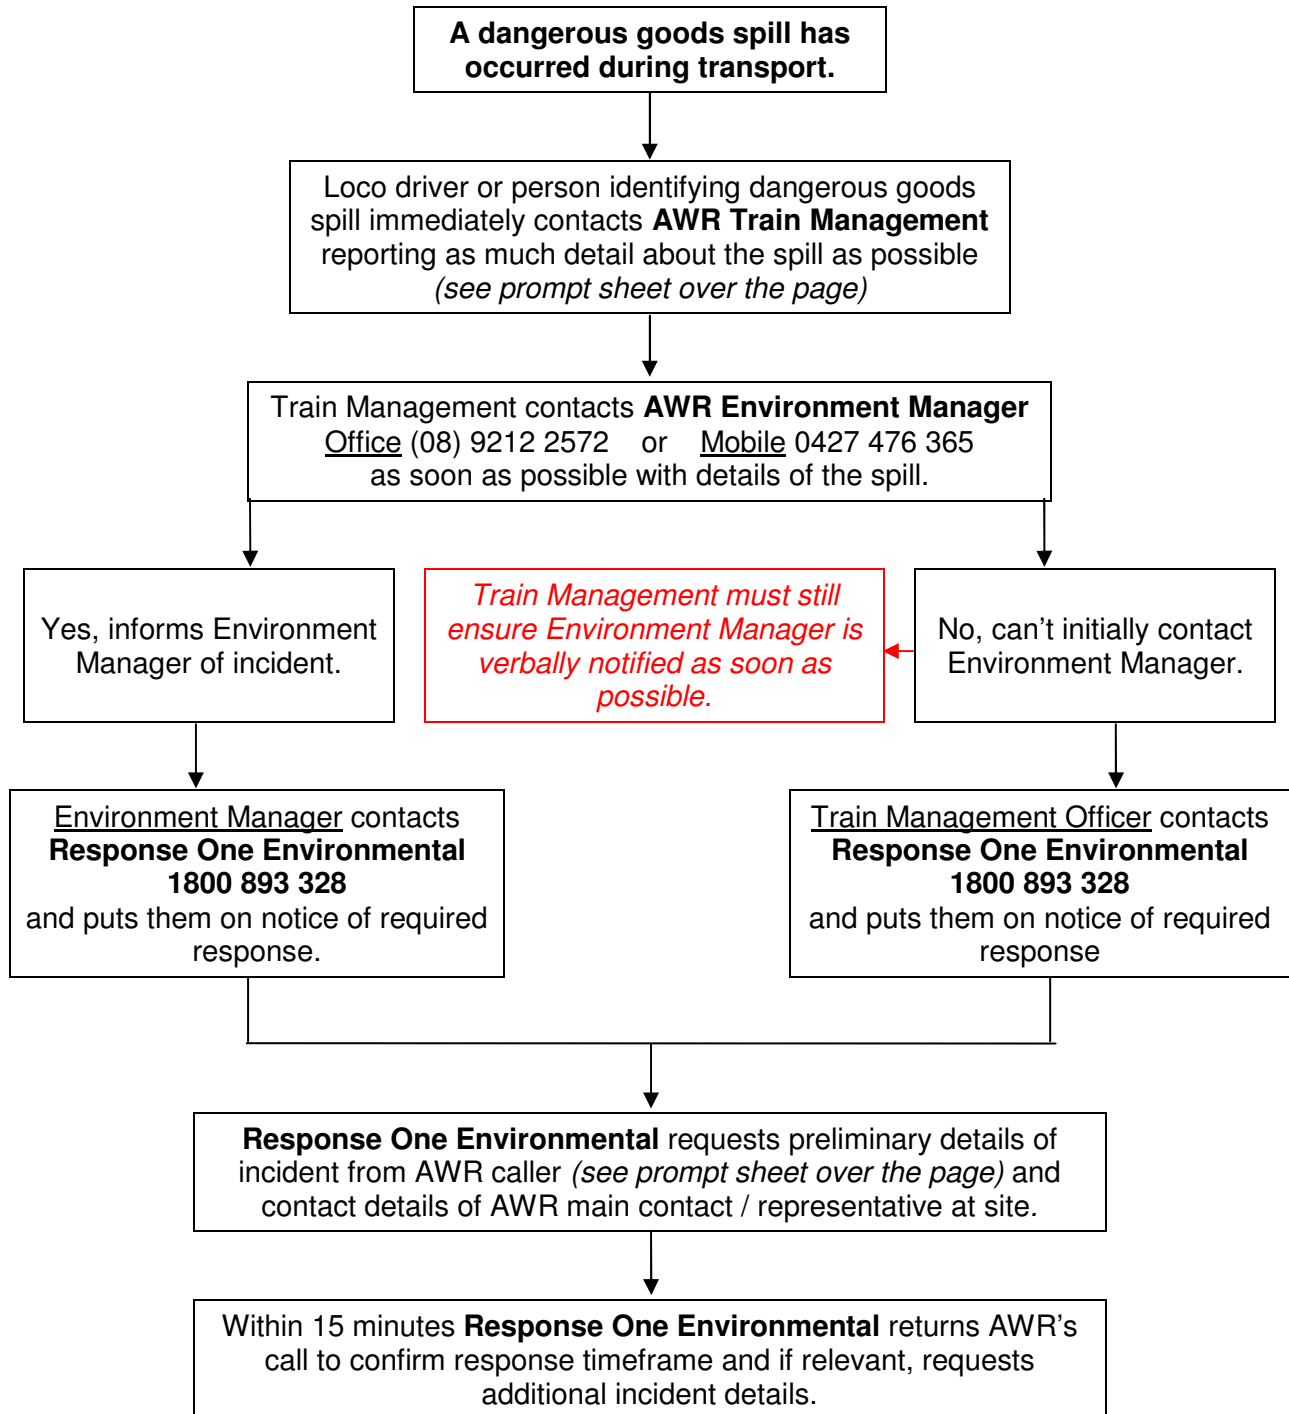 A dangerous goods spill has
occurred during transport.
Loco driver or person identifying dangerous goods
spill immediately contacts AWR Train Management
reporting as much detail about the spill as possible
(see prompt sheet over the page)
Train Management contacts AWR Environment Manager
Office (08) 9212 2572 or Mobile 0427 476 365
as soon as possible with details of the spill.
Yes, informs Environment
Manager of incident.
Train Management must still
ensure Environment Manager is
verbally notified as soon as
possible.
No, can't initially contact
Environment Manager.
Environment Manager contacts
Response One Environmental
1800 893 328
and puts them on notice of required
response.
Train Management Officer contacts
Response One Environmental
1800 893 328
and puts them on notice of required
response
Response One Environmental requests preliminary details of
incident from AWR caller (see prompt sheet over the page) and
contact details of AWR main contact / representative at site.
Within 15 minutes Response One Environmental returns AWR's
call to confirm response timeframe and if relevant, requests
additional incident details.